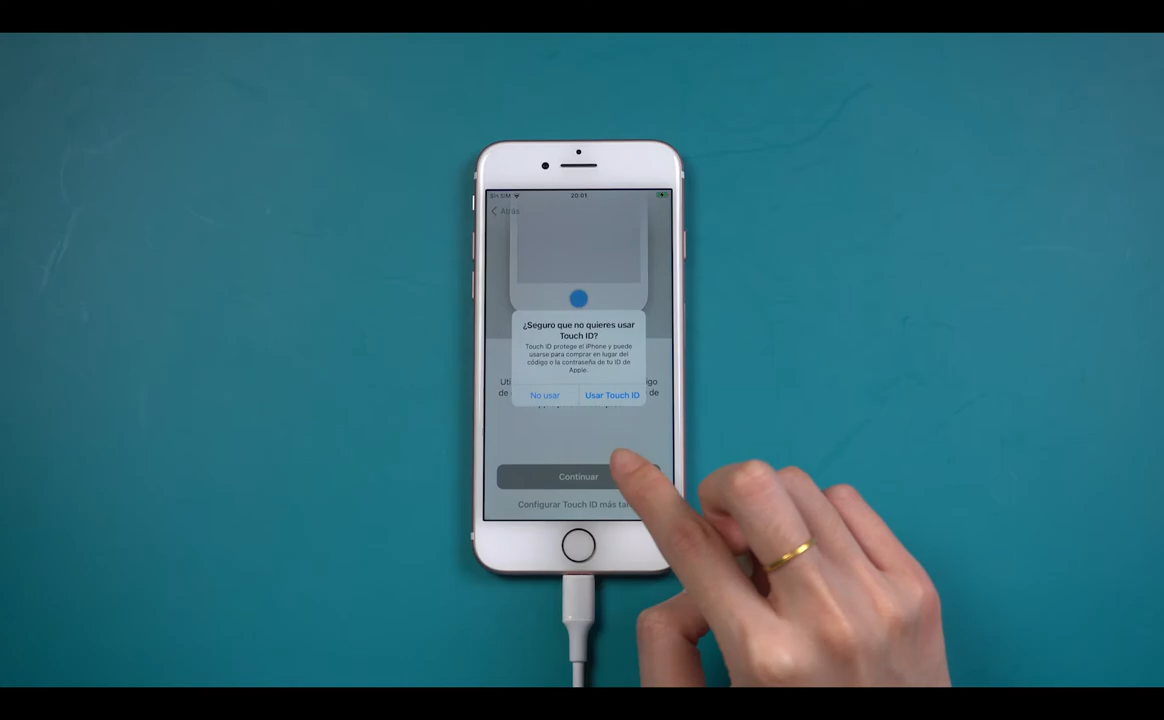 SIM
20:01
Atrás
¿Seguro que no quieres usar
Touch ID?
Touch ID protege el iPhone y puede
usarse para comprar en lugar del
código o la contraseña de tu ID de
Apple.
No usar
Usar Touch ID
Continuar
Configurar Touch ID más